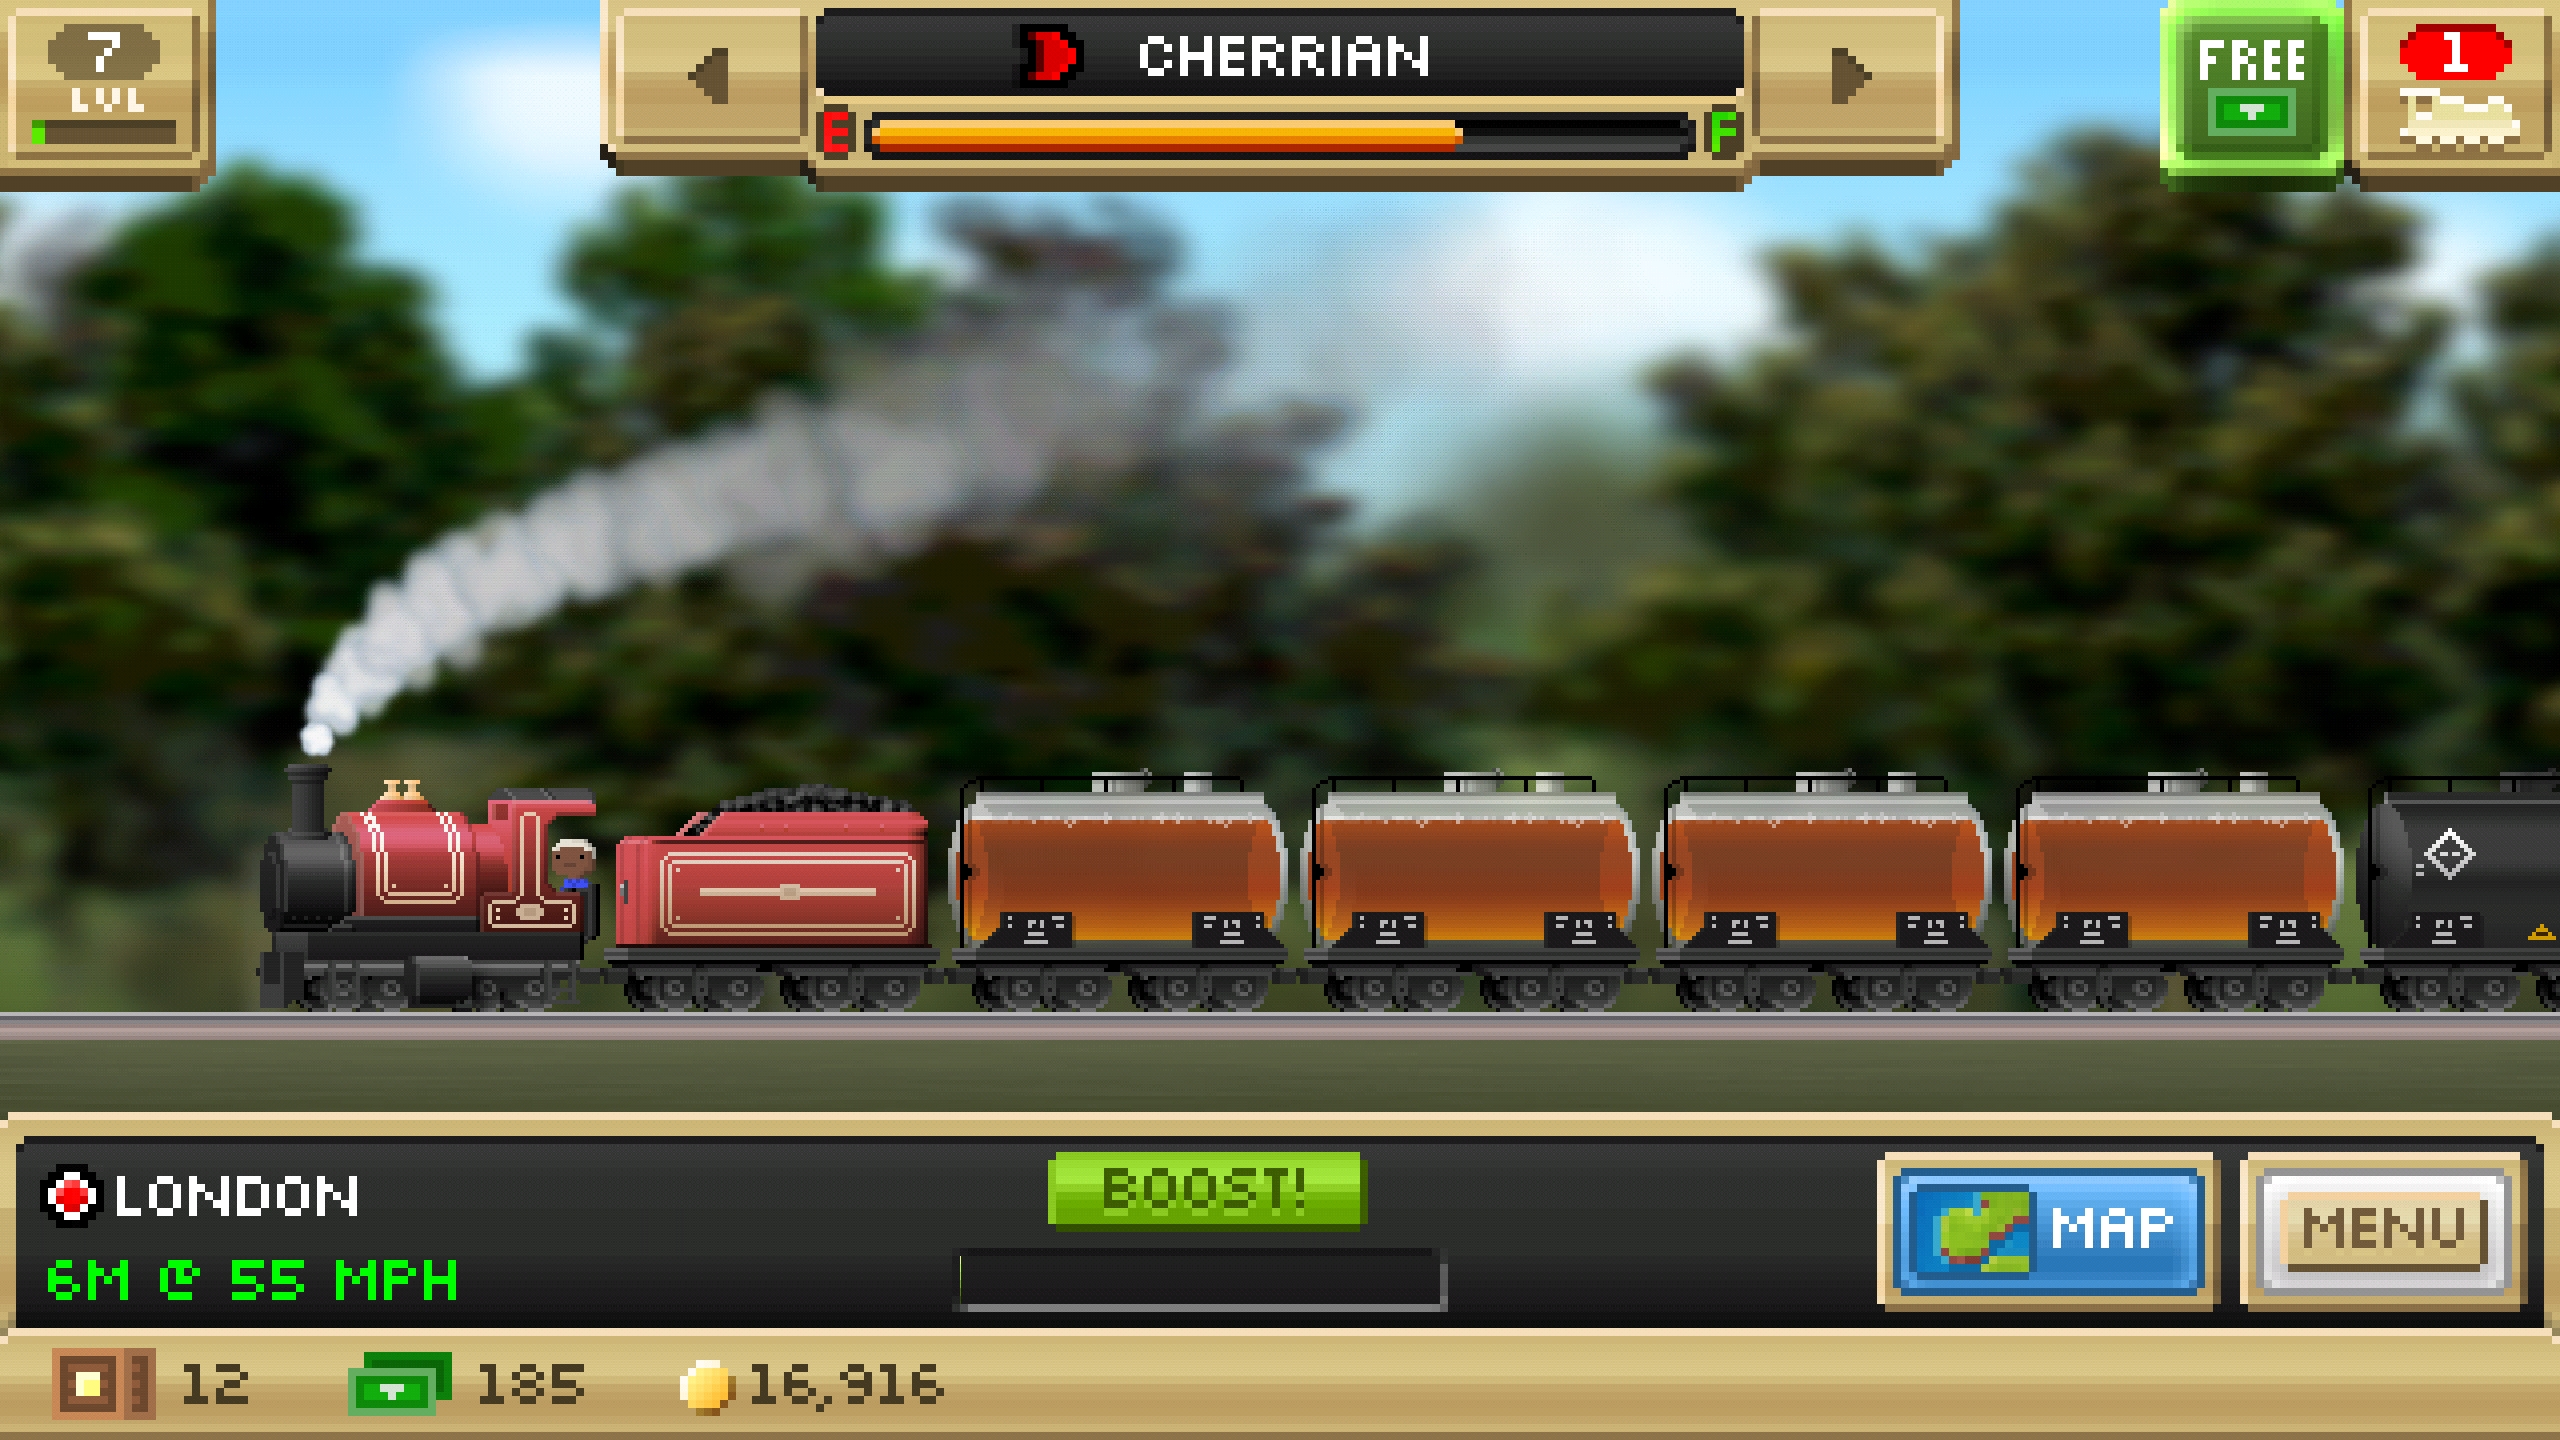 7
LVL
CHERRIAN
E F
FREE
1
LONDON
6M @ 55 MPH
BOOST!
MAP
MENU
12 185 16,916